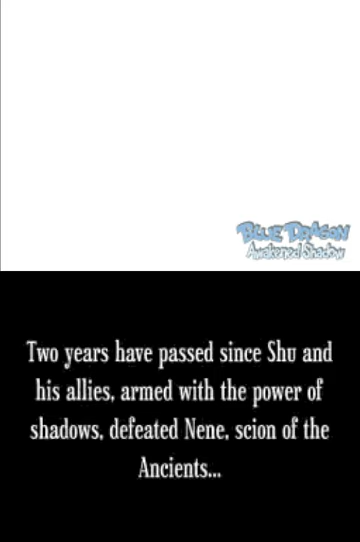 BLUE DRAGON
Awakened Shadow
Two years have passed since Shu and
his allies, armed with the power of
shadows, defeated Nene, scion of the
Ancients...